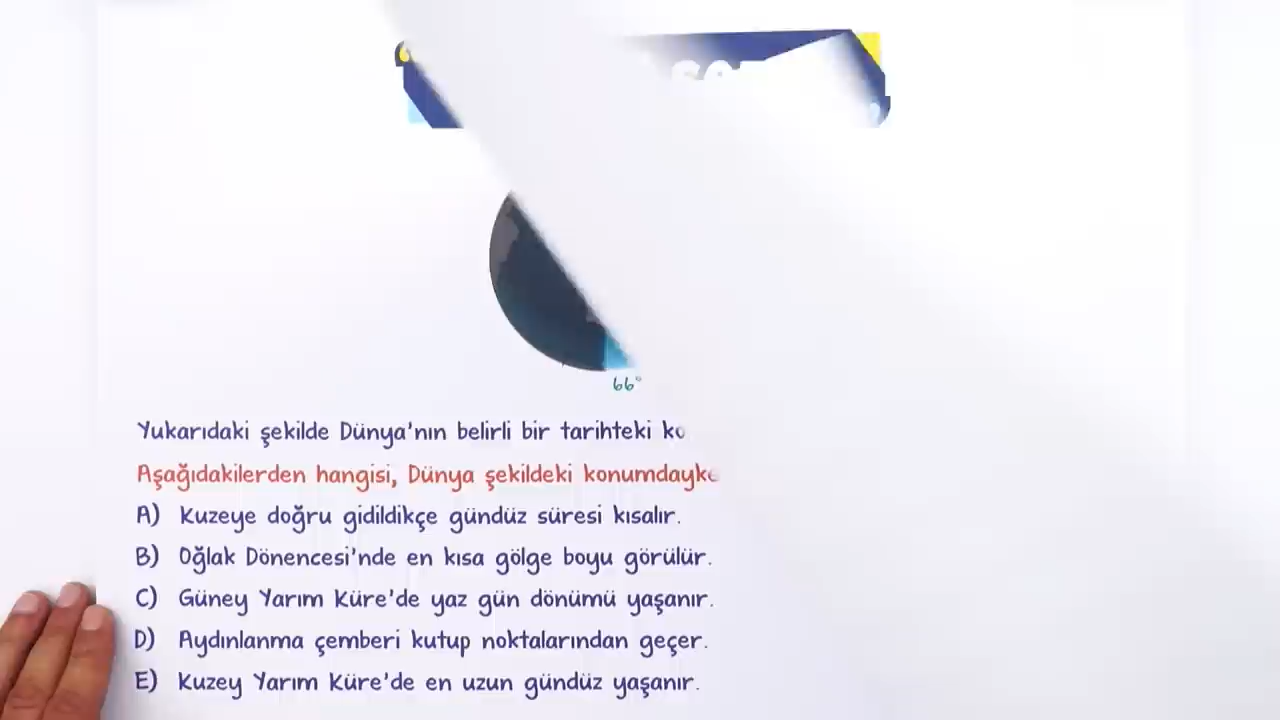 66°
Yukarıdaki şekilde Dünya'nın belirli bir tarihteki
Aşağıdakilerden hangisi, Dünya şekildeki
A) Kuzeye doğru gidildikçe gündüz süresi kısalır.
B) Oğlak Dönencesi'nde en kısa gölge boyu görülür.
C) Güney Yarım Küre'de yaz gün dönümü yaşanır.
D) Aydınlanma çemberi kutup noktalarından geçer.
E) Kuzey Yarım Küre'de en uzun gündüz yaşanır.